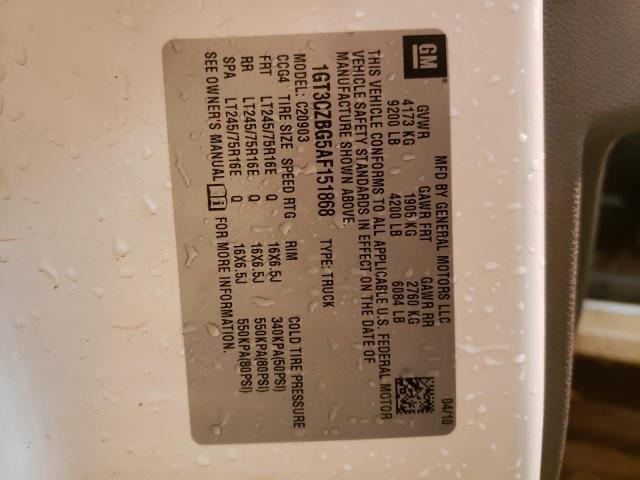 GM
MFD BY GENERAL MOTORS LLC 04/10
GVWR GAWR FRT GAWR RR
4173 KG 1905 KG 2760 KG
9200 LB 4200 LB 6084 LB
THIS VEHICLE CONFORMS TO ALL APPLICABLE U.S. FEDERAL MOTOR
VEHICLE SAFETY STANDARDS IN EFFECT ON THE DATE OF
MANUFACTURE SHOWN ABOVE.
1GT3CZBG5AF151868 TYPE: TRUCK
MODEL: C20903
CCG4 TIRE SIZE SPEED RTG RIM COLD TIRE PRESSURE
FRT LT245/75R16E Q 16X6.5J 340KPA(50PSI)
RR LT245/75R16E Q 16X6.5J 550KPA(80PSI)
SPA LT245/75R16E Q 16X6.5J 550KPA(80PSI)
SEE OWNER'S MANUAL FOR MORE INFORMATION.